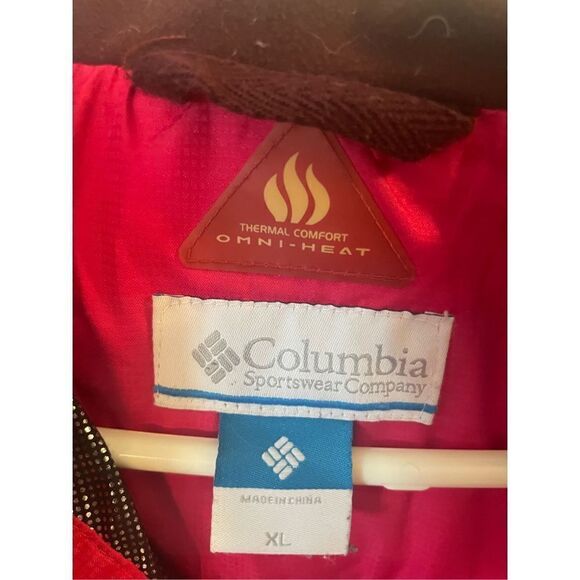 THERMAL COMFORT
OMNI-HEAT
Columbia
Sportswear Company
MADE IN CHINA
XL